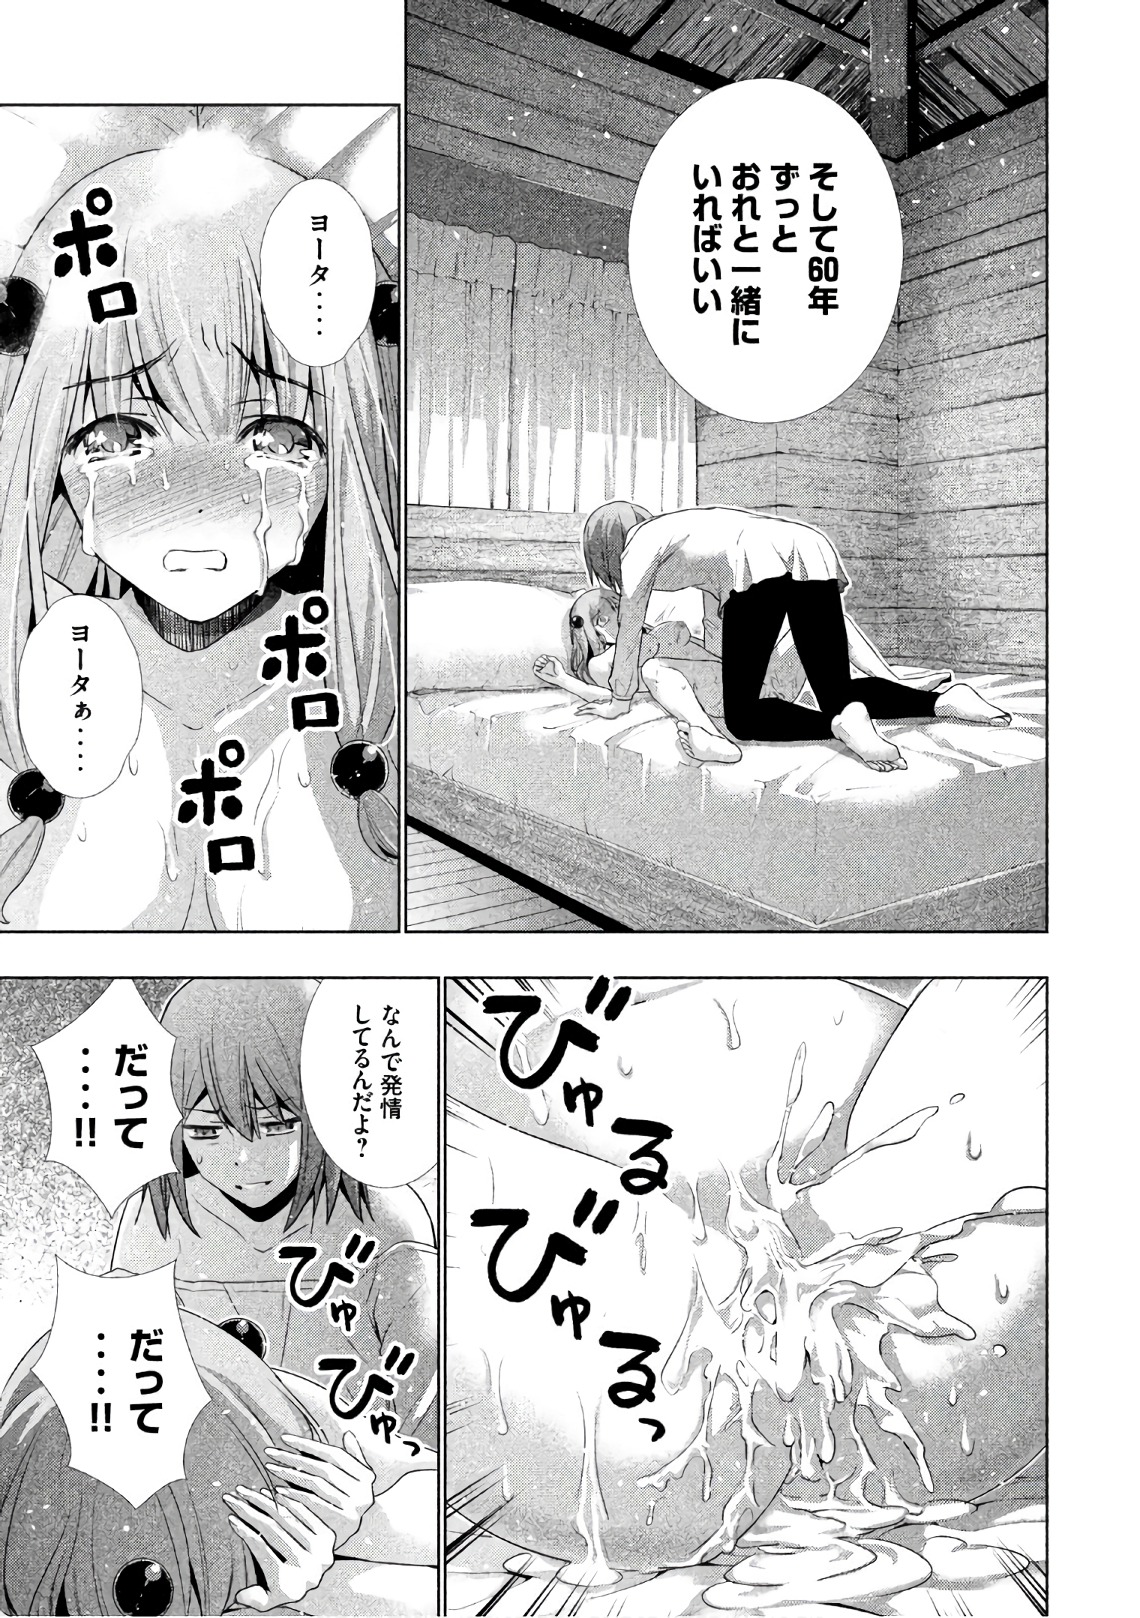 そして60年
ずっと
おれと一緒に
いればいい
ヨータ‥‥
ポロ
ポロ
ポロ
ヨータぁ
‥‥
びゅるる
びゅるるっ
なんで発情
してるんだよ?
びゅ
びゅっ
だって
‥‥!!
だって
‥‥!!